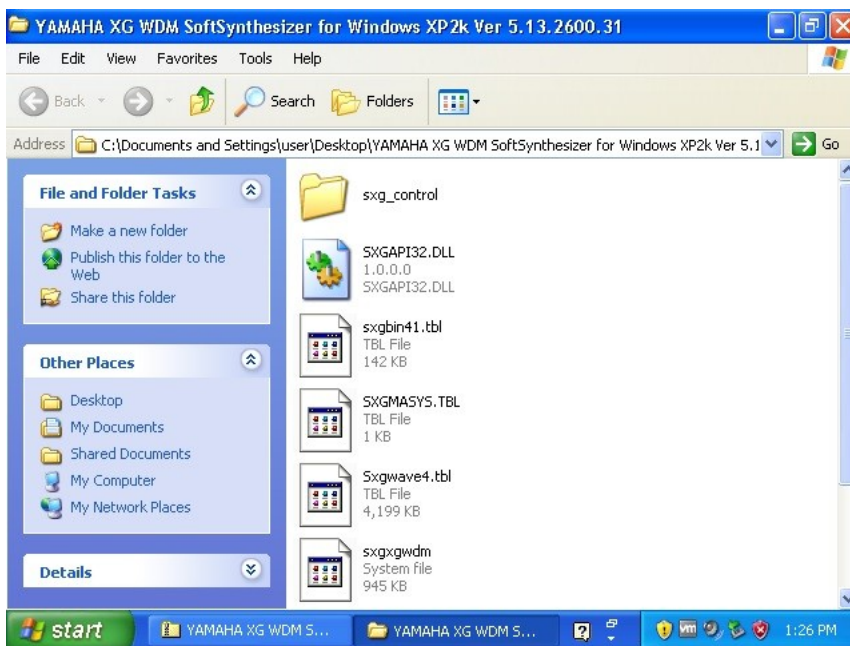 YAMAHA XG WDM SoftSynthesizer for Windows XP2k Ver 5.13.2600.31
File Edit View Favorites Tools Help
Back Search Folders
Address C:\Documents and Settings\user\Desktop\YAMAHA XG WDM SoftSynthesizer for Windows XP2k Ver 5.1 Go
File and Folder Tasks
Make a new folder
Publish this folder to the
Web
Share this folder
Other Places
Desktop
My Documents
Shared Documents
My Computer
My Network Places
Details
sxg_control
SXGAPI32.DLL
1.0.0.0
SXGAPI32.DLL
sxgbin41.tbl
TBL File
142 KB
SXGMASYS.TBL
TBL File
1 KB
Sxgwave4.tbl
TBL File
4,199 KB
sxgxgwdm
System file
945 KB
start YAMAHA XG WDM S... YAMAHA XG WDM S... ? vm 1:26 PM